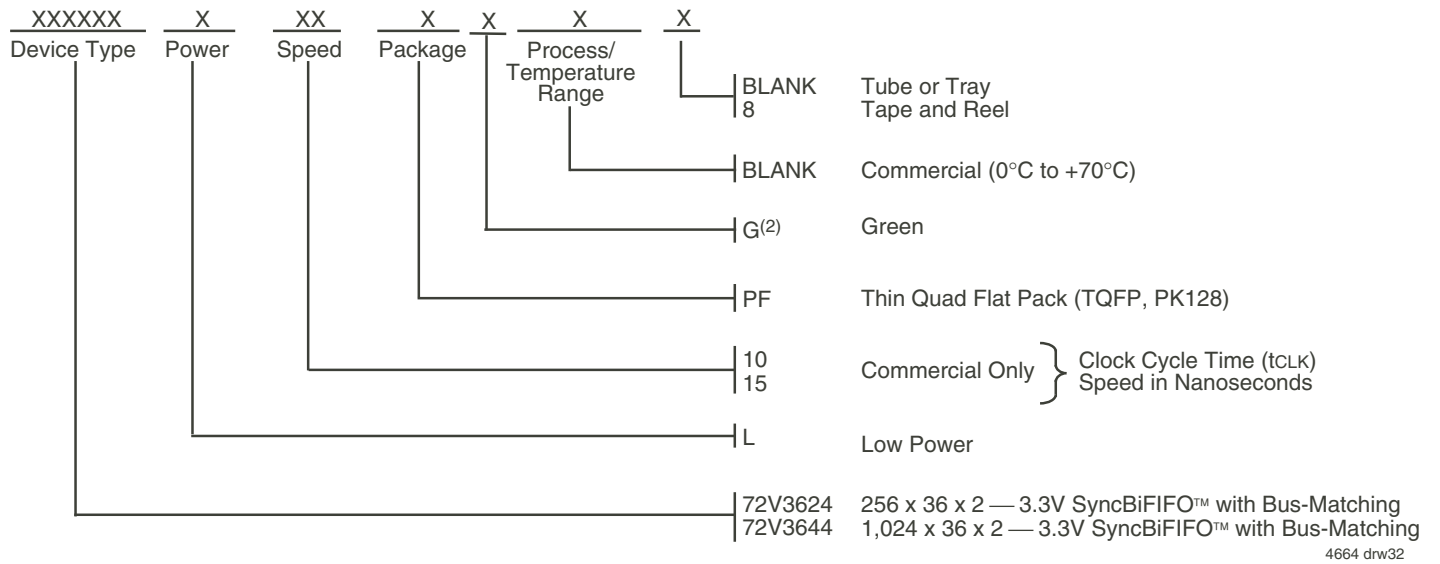 XXXXXX X XX X X X X
Device Type Power Speed Package Process/
Temperature
Range
BLANK Tube or Tray
8 Tape and Reel
BLANK Commercial (0°C to +70°C)
G(2) Green
PF Thin Quad Flat Pack (TQFP, PK128)
10
15
Commercial Only
Clock Cycle Time (tCLK)
Speed in Nanoseconds
L Low Power
72V3624 256 x 36 x 2 — 3.3V SyncBiFIFO™ with Bus-Matching
72V3644 1,024 x 36 x 2 — 3.3V SyncBiFIFO™ with Bus-Matching
4664 drw32